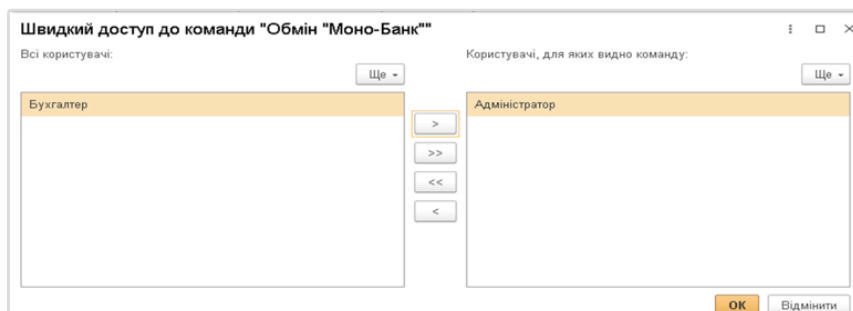 Швидкий доступ до команди "Обмін "Моно-Банк""
Всі користувачі:
Користувачі, для яких видно команду:
Ще
Ще
Бухгалтер
Адміністратор
>
>>
<<
<
ОК
Відмінити